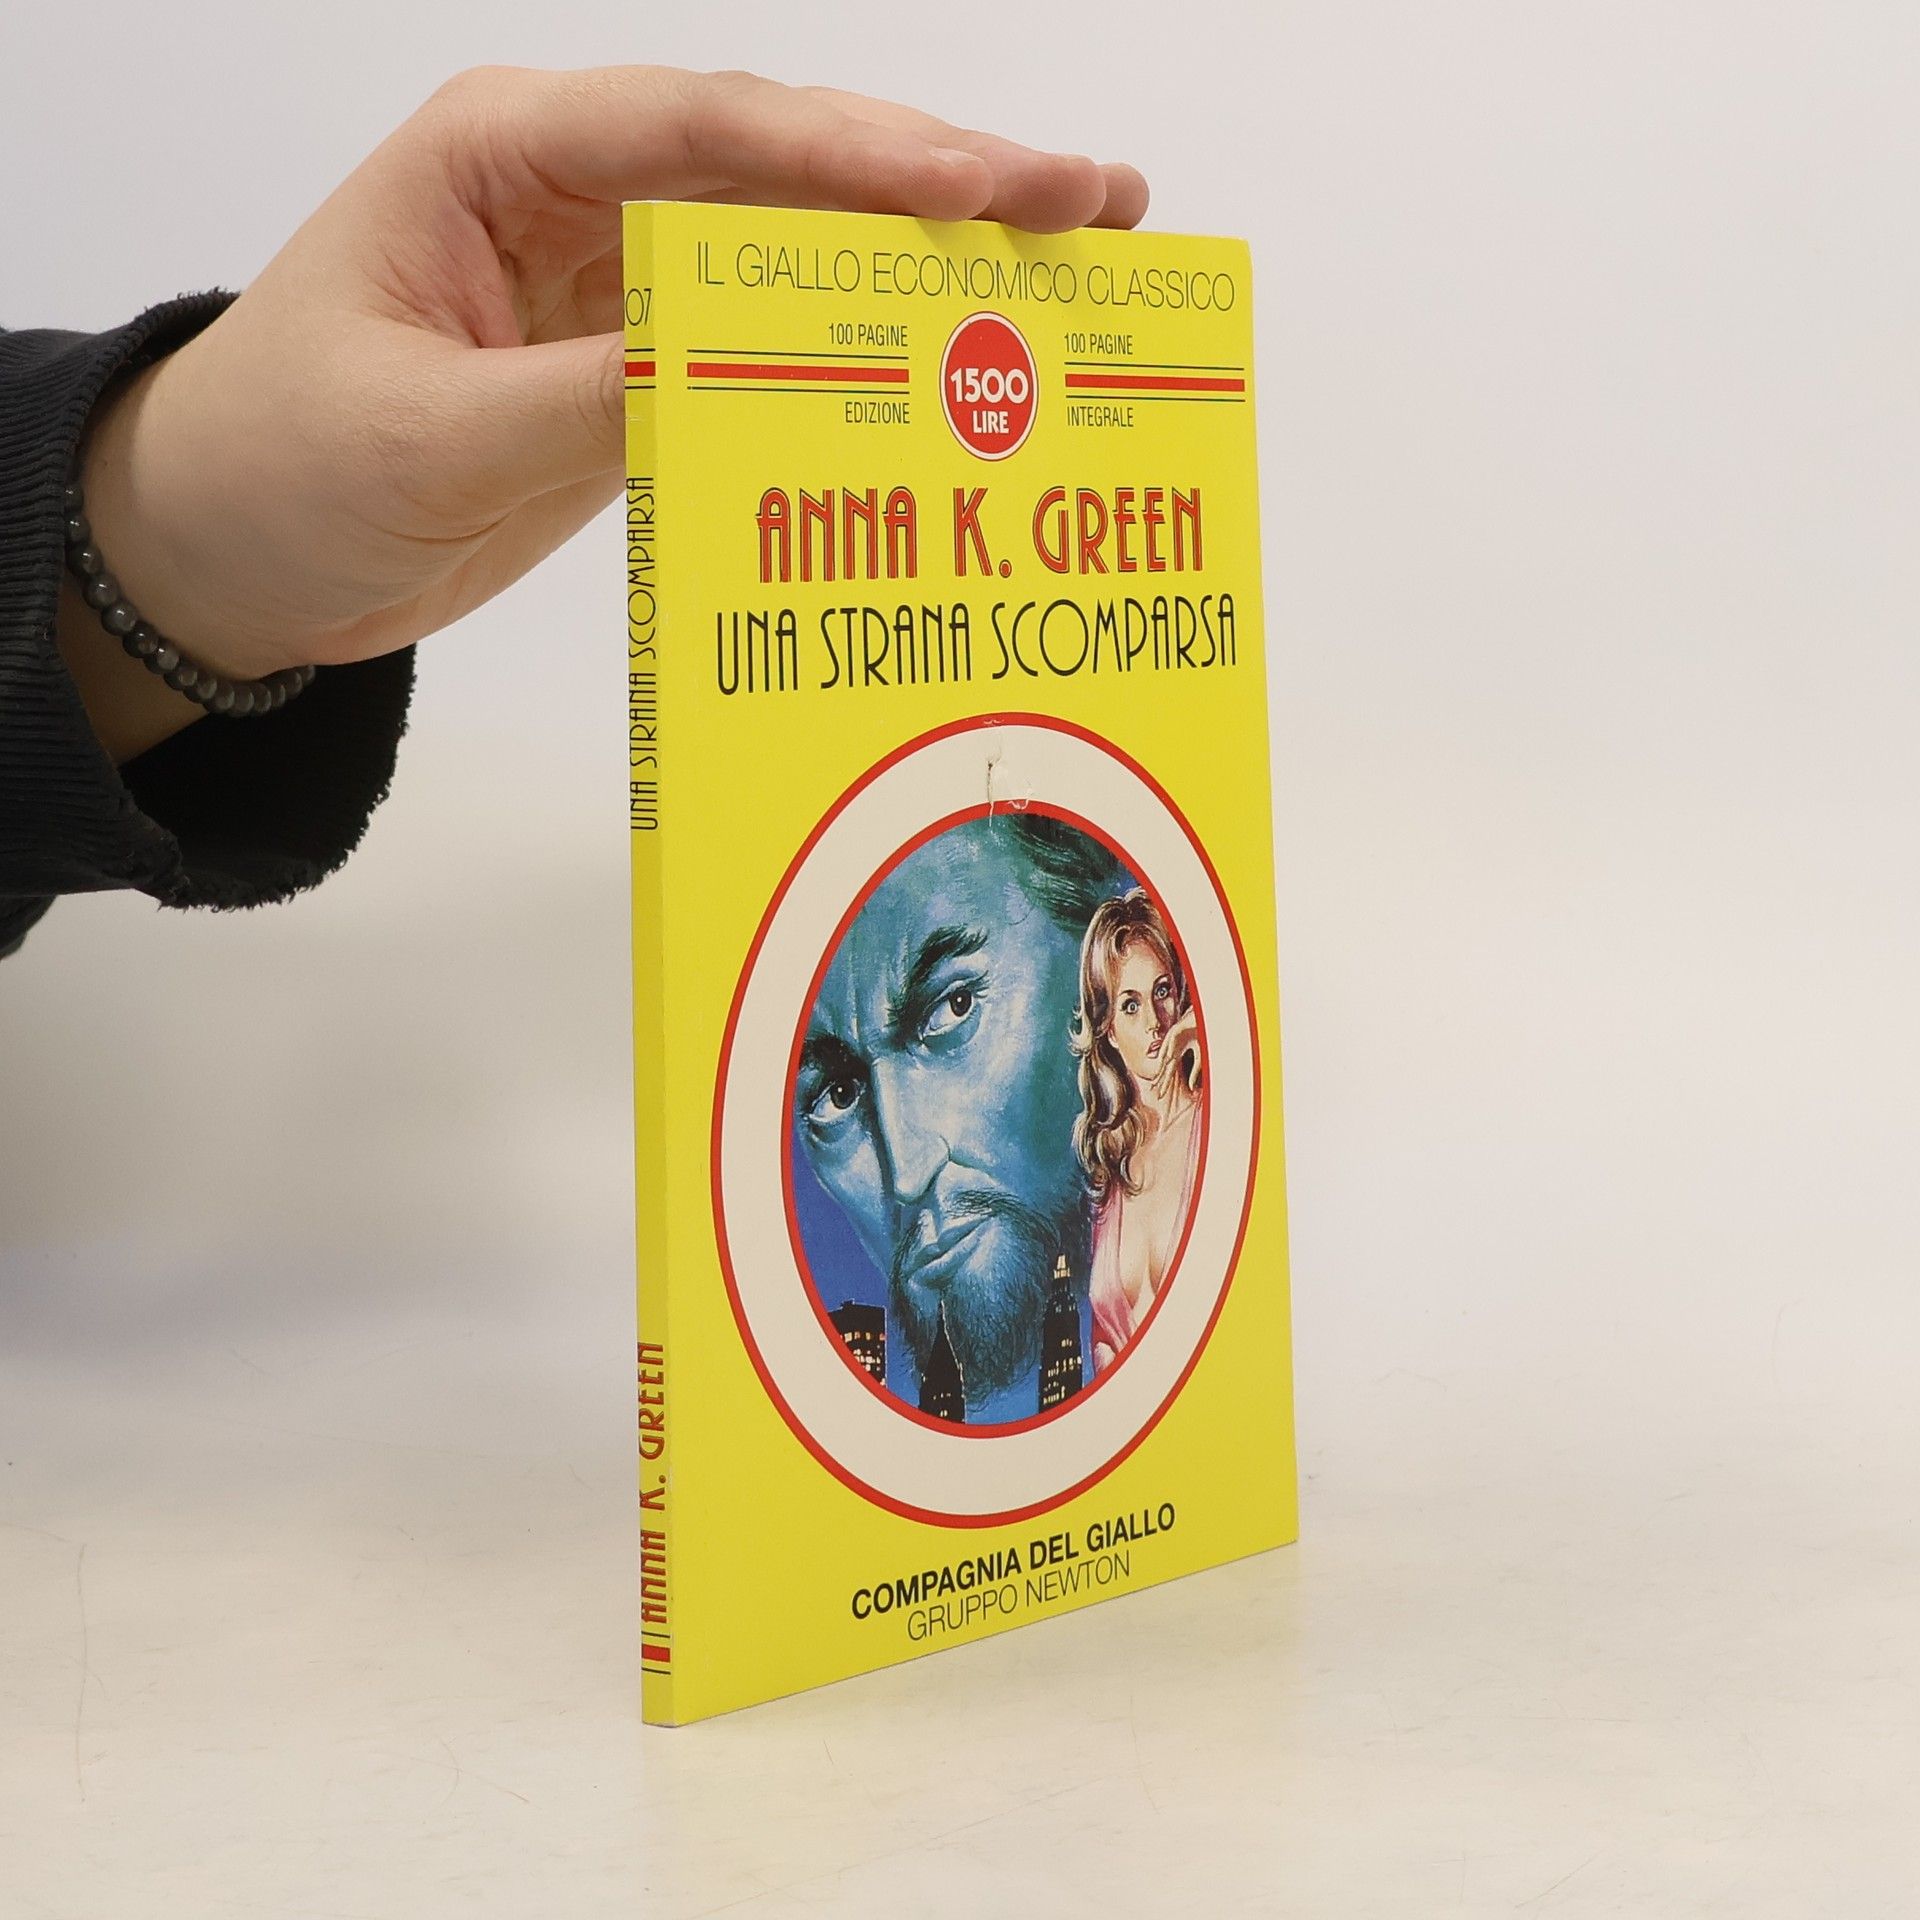 IL GIALLO ECONOMICO CLASSICO
100 PAGINE
100 PAGINE
1500
LIRE
EDIZIONE
INTEGRALE
ANNA K. GREEN
UNA STRANA SCOMPARSA
COMPAGNIA DEL GIALLO
GRUPPO NEWTON
UNA STRANA SCOMPARSA
ANNA K. GREEN